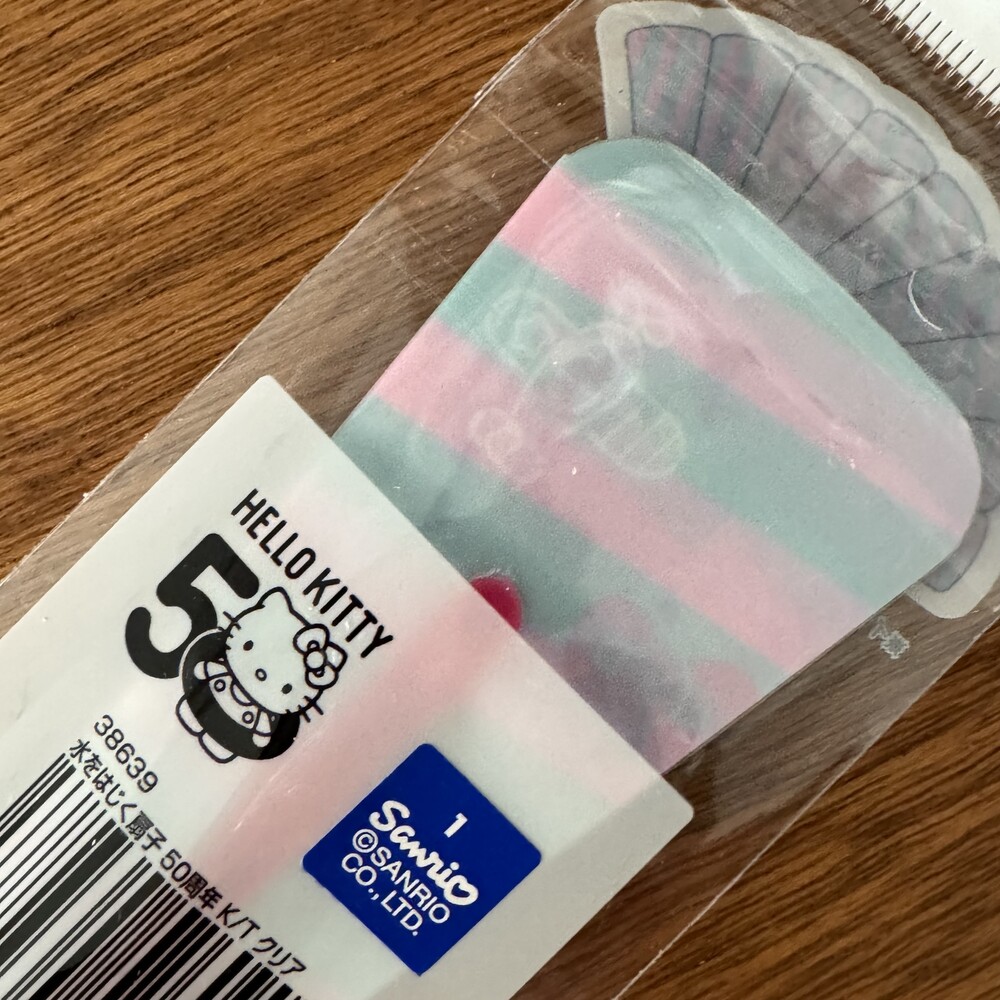 HELLO KITTY
50
38639
水をはじく扇子 50周年 K/T クリア
1
Sanrio
©SANRIO
CO., LTD.